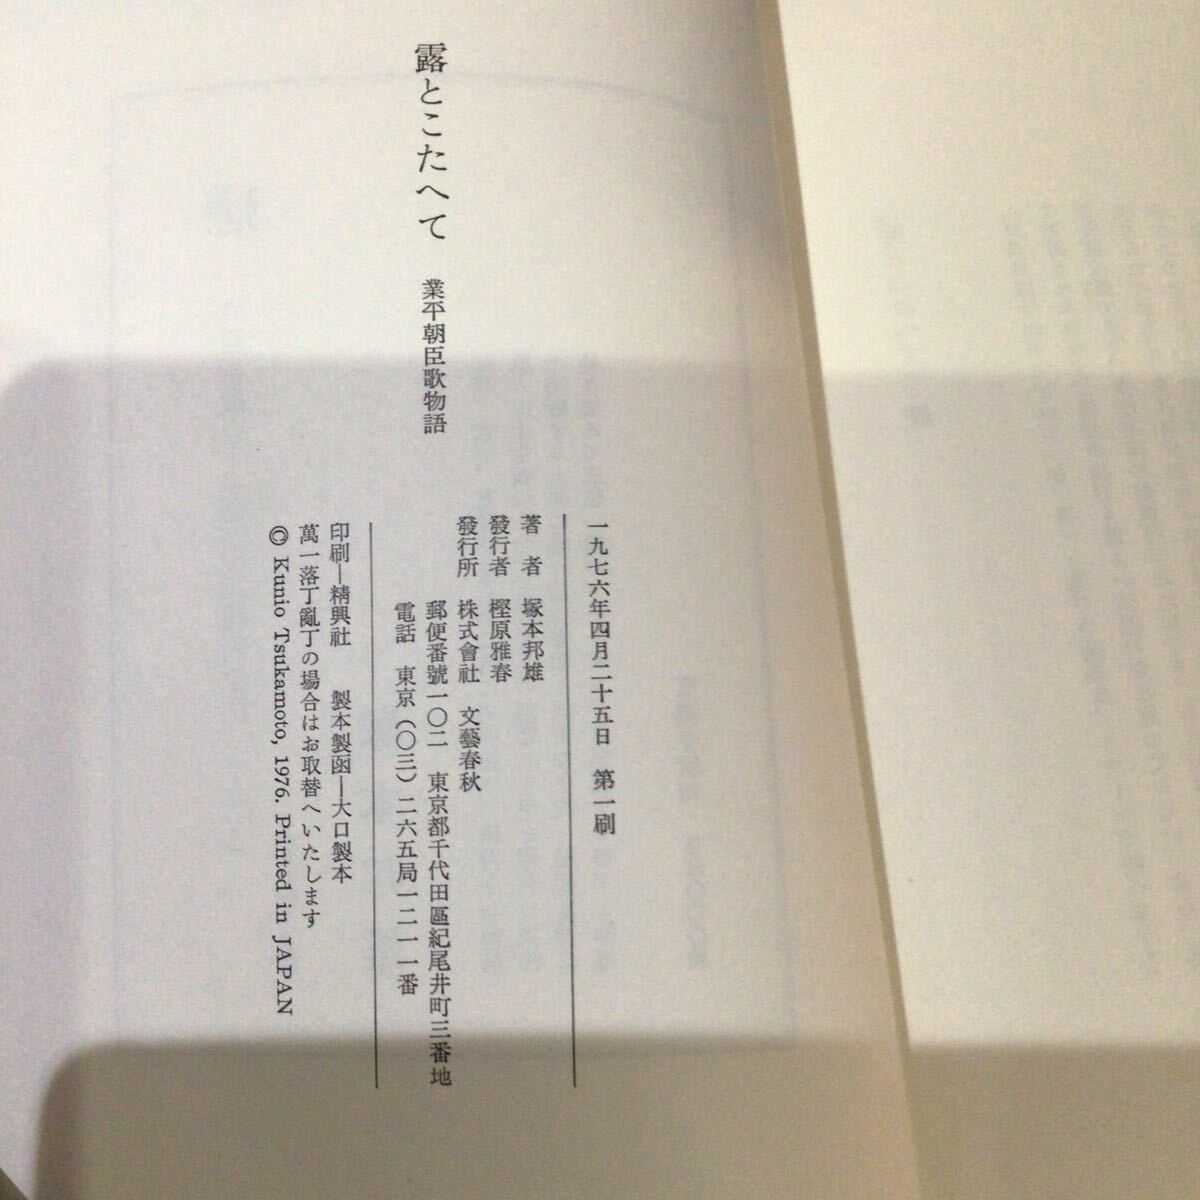 露とこたへて 業平朝臣歌物語
一九七六年四月二十五日 第一刷
著者 塚本邦雄
發行者 樫原雅春
發行所 株式會社 文藝春秋
郵便番號一〇二 東京都千代田區紀尾井町三番地
電話 東京(〇三)二六五局一二一一番
印刷―精興社 製本製函―大口製本
萬一落丁亂丁の場合はお取替へいたします
© Kunio Tsukamoto, 1976. Printed in JAPAN